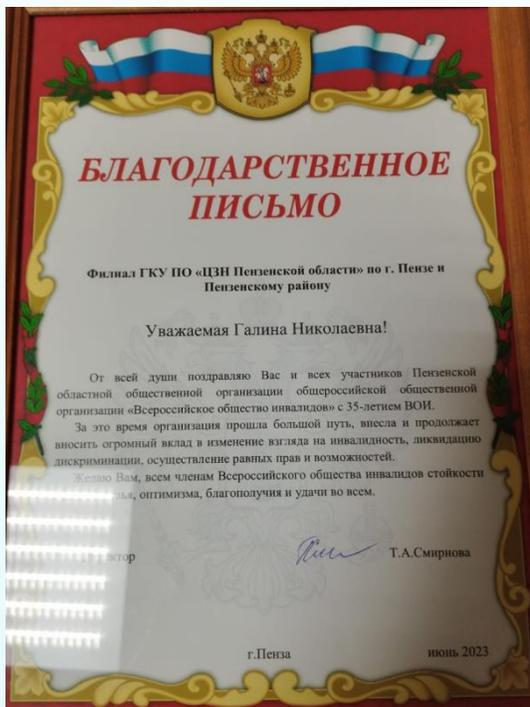 БЛАГОДАРСТВЕННОЕ
ПИСЬМО
Филиал ГКУ ПО «ЦЗН Пензенской области» по г. Пензе и
Пензенскому району
Уважаемая Галина Николаевна!
От всей души поздравляю Вас и всех участников Пензенской
областной общественной организации общероссийской общественной
организации «Всероссийское общество инвалидов» с 35-летием ВОИ.
За это время организация прошла большой путь, внесла и продолжает
вносить огромный вклад в изменение взгляда на инвалидность, ликвидацию
дискриминации, осуществление равных прав и возможностей.
Желаю Вам, всем членам Всероссийского общества инвалидов стойкости
оптимизма, благополучия и удачи во всем.
Т.А.Смирнова
г.Пенза
июнь 2023